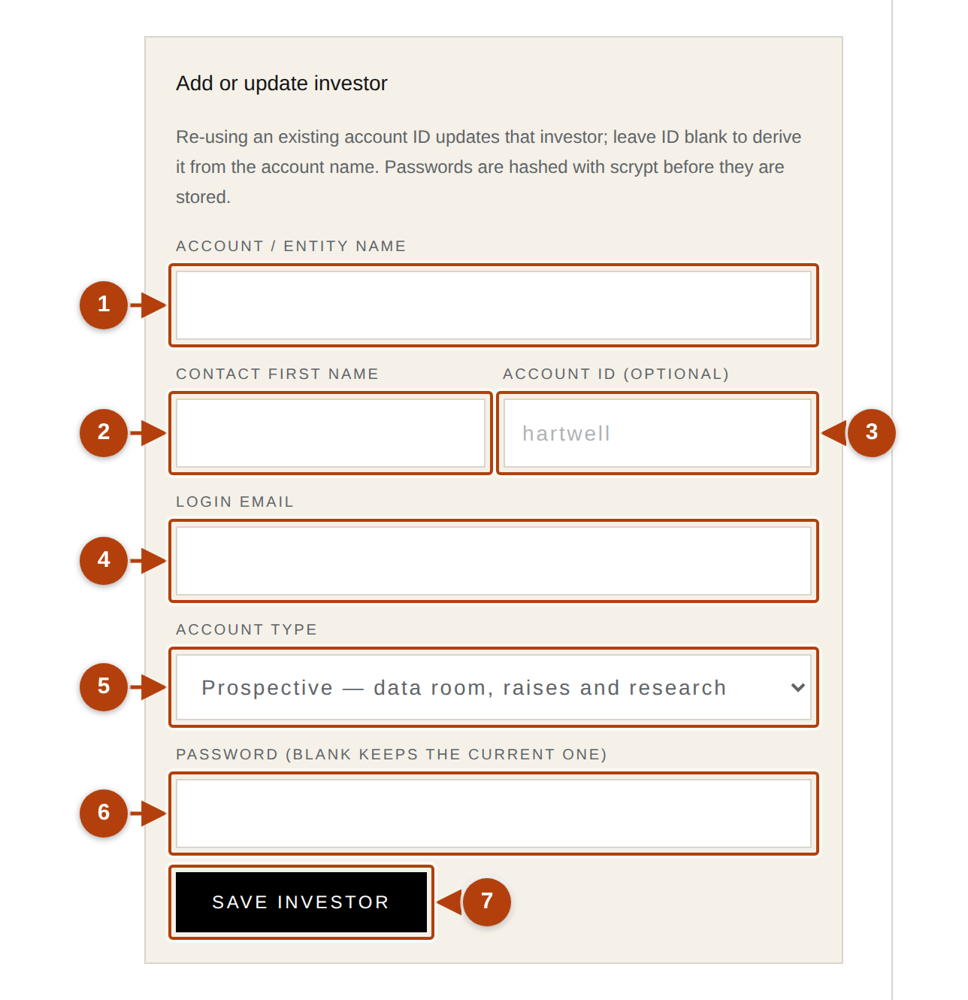 Add or update investor
Re-using an existing account ID updates that investor; leave ID blank to derive
it from the account name. Passwords are hashed with scrypt before they are
stored.
ACCOUNT / ENTITY NAME
1
CONTACT FIRST NAME
ACCOUNT ID (OPTIONAL)
2
hartwell
3
LOGIN EMAIL
4
ACCOUNT TYPE
5
Prospective — data room, raises and research
PASSWORD (BLANK KEEPS THE CURRENT ONE)
6
SAVE INVESTOR
7